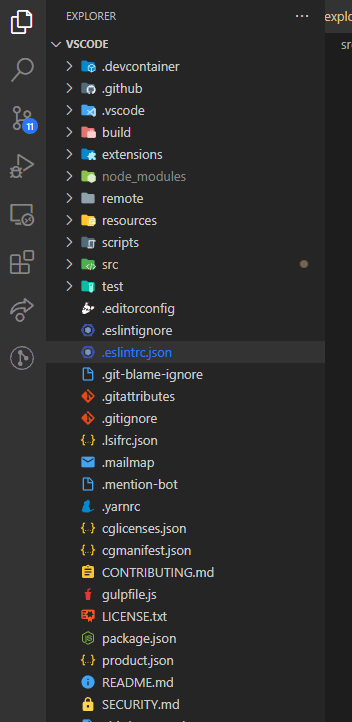 EXPLORER
explo
VSCODE
sr
.devcontainer
.github
.vscode
11
build
extensions
node_modules
remote
resources
scripts
src
test
.editorconfig
.eslintignore
.eslintrc.json
.git-blame-ignore
.gitattributes
.gitignore
.lsifrc.json
.mailmap
.mention-bot
.yarnrc
cglicenses.json
cgmanifest.json
CONTRIBUTING.md
gulpfile.js
LICENSE.txt
package.json
product.json
README.md
SECURITY.md